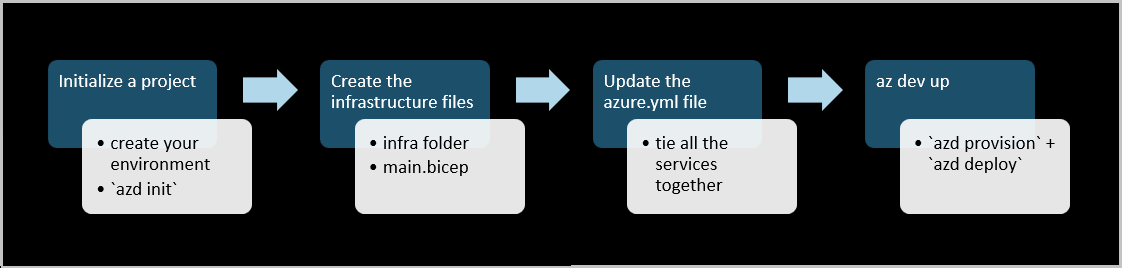 Initialize a project
• create your
environment
• `azd init`
Create the
infrastructure files
• infra folder
• main.bicep
Update the
azure.yml file
• tie all the
services
together
az dev up
• `azd provision` +
`azd deploy`